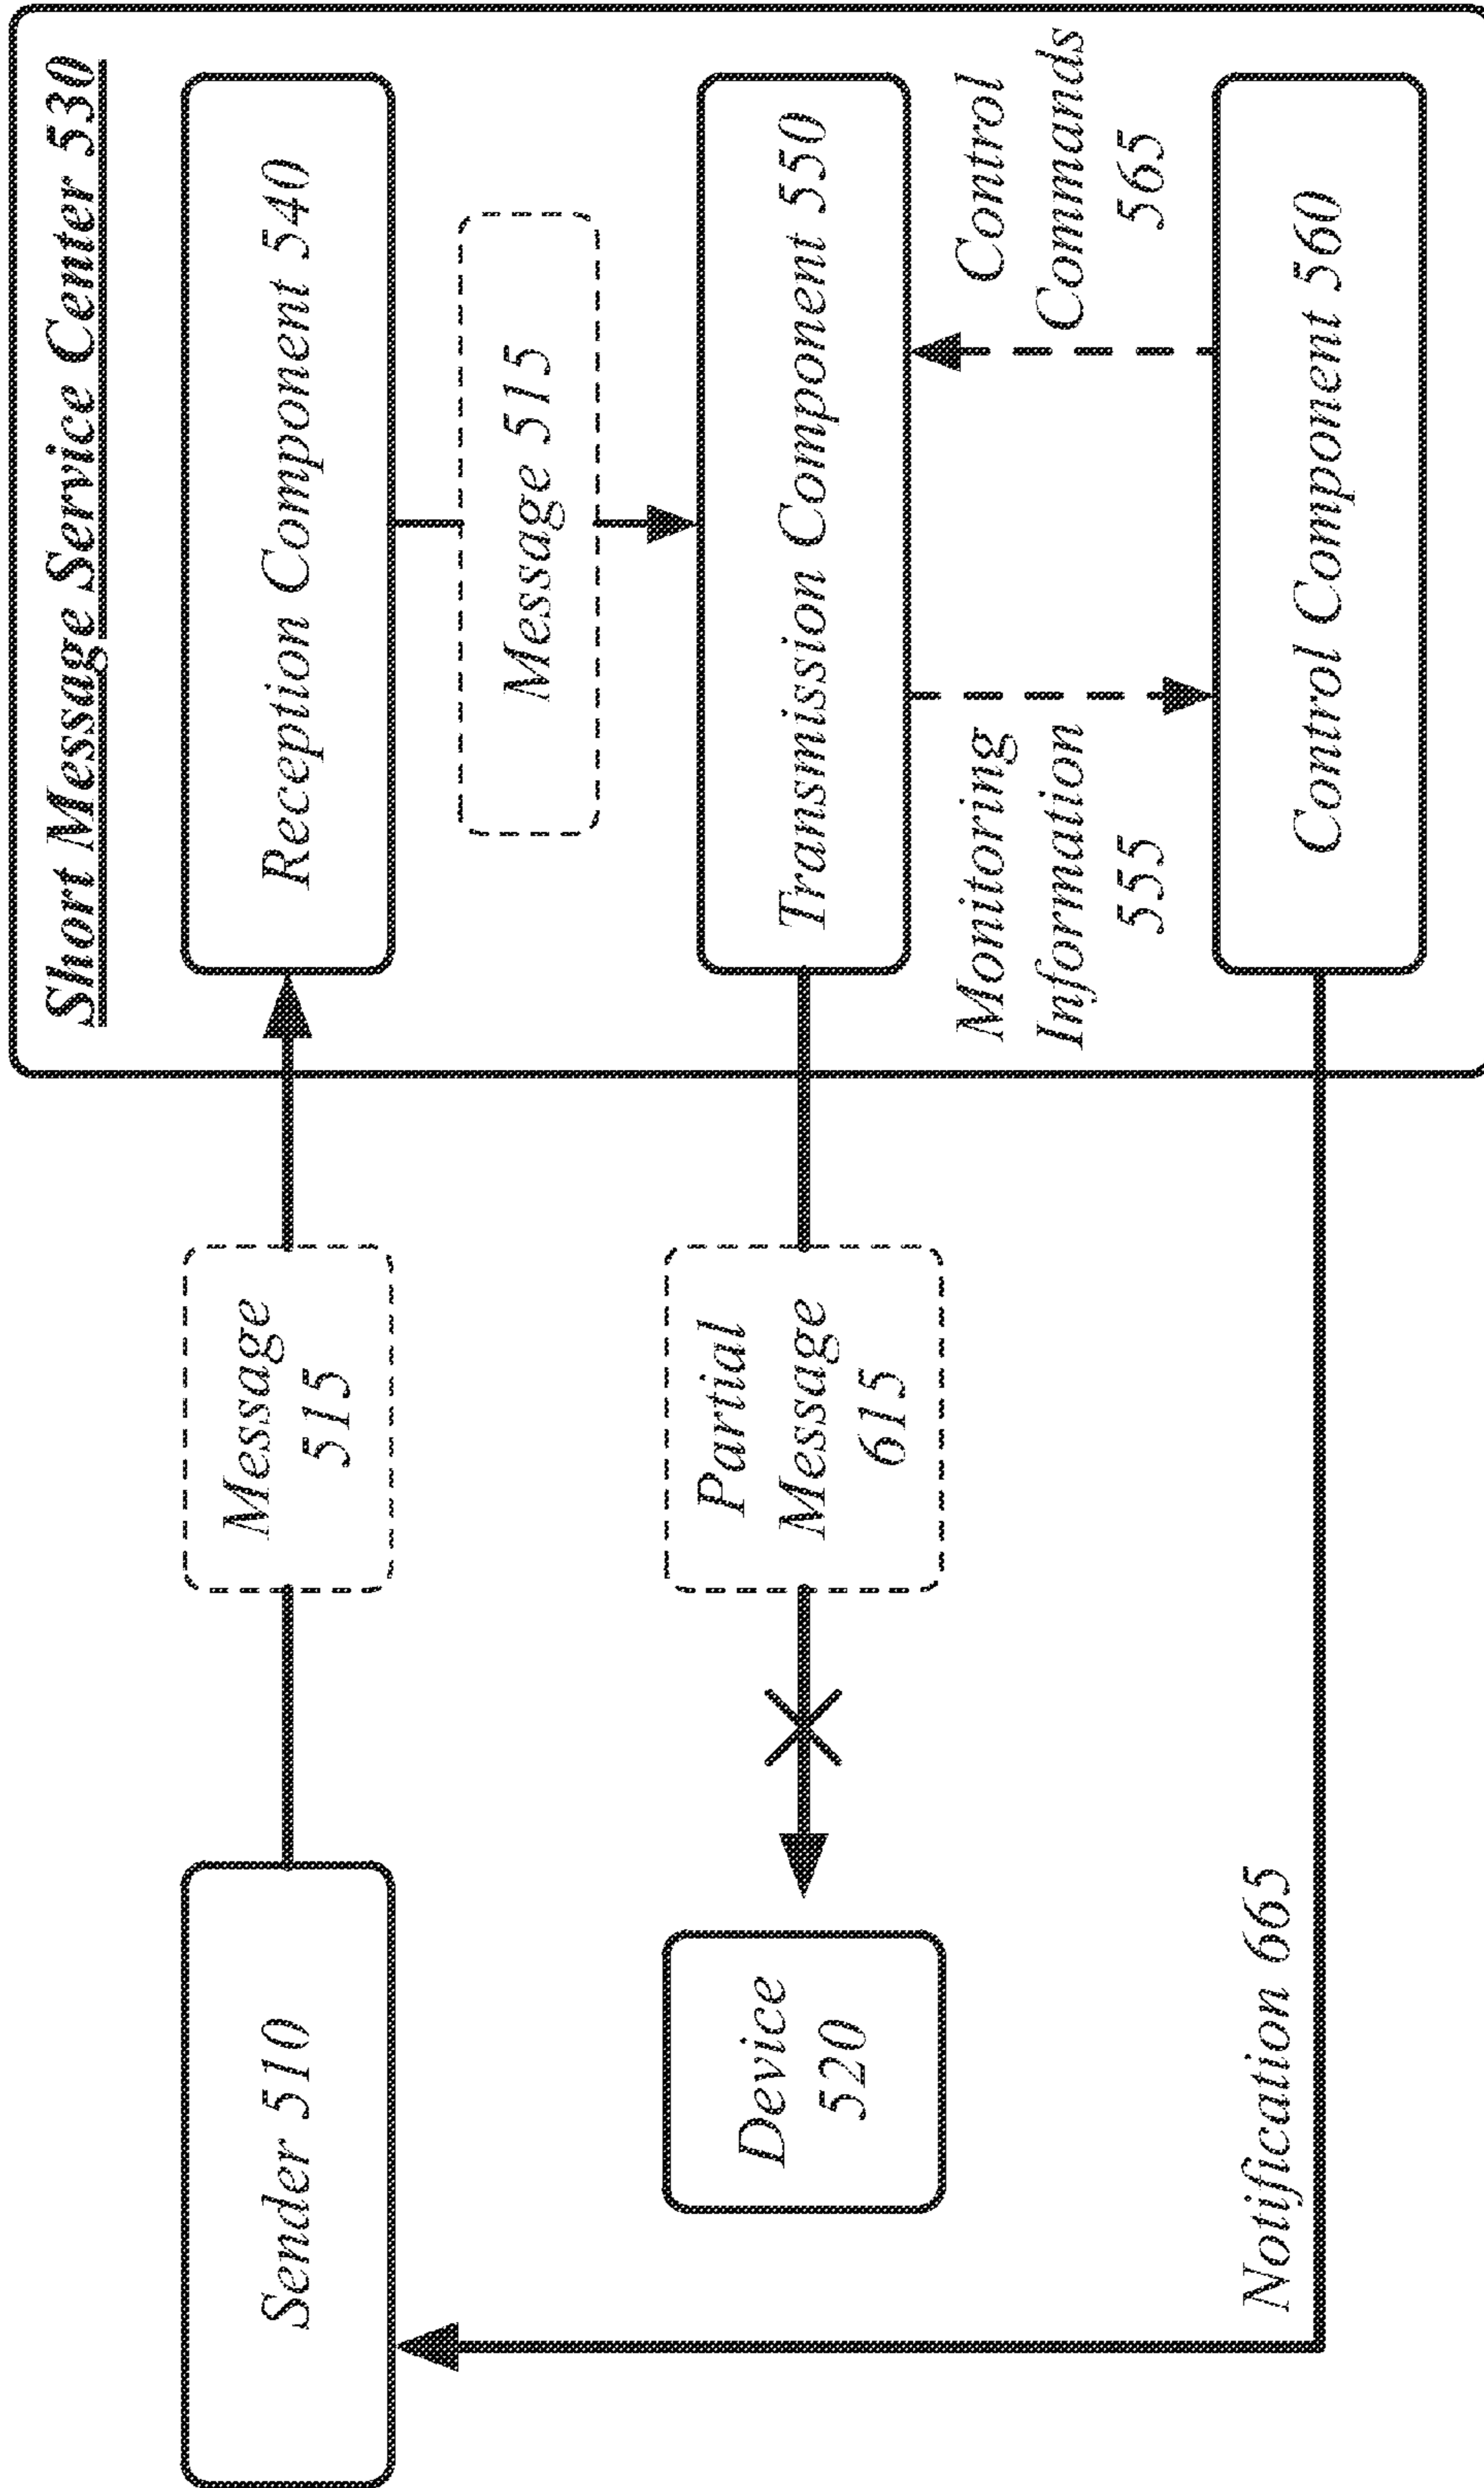 Short Message Service Center 530
Sender 510
Message
515
Reception Component 540
Message 515
Device
520
Partial
Message
615
Transmission Component 550
Monitoring
Information
555
Control
Commands
565
Notification 665
Control Component 560